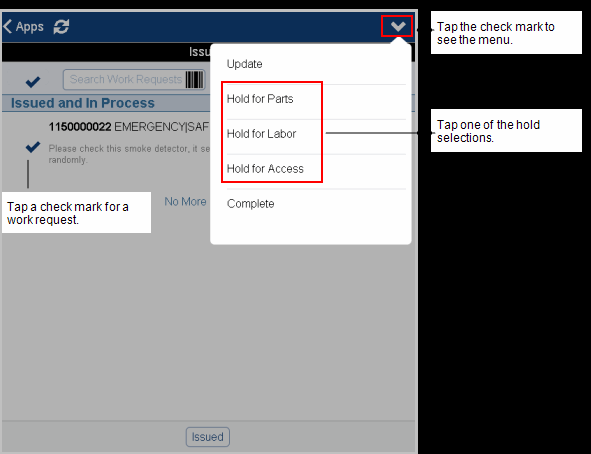 Apps
Issu
Search Work Requests
Issued and In Process
1150000022 EMERGENCY|SAF
Please check this smoke detector, it se
randomly.
No More
Update
Hold for Parts
Hold for Labor
Hold for Access
Complete
Issued
Tap the check mark to
see the menu.
Tap one of the hold
selections.
Tap a check mark for a
work request.